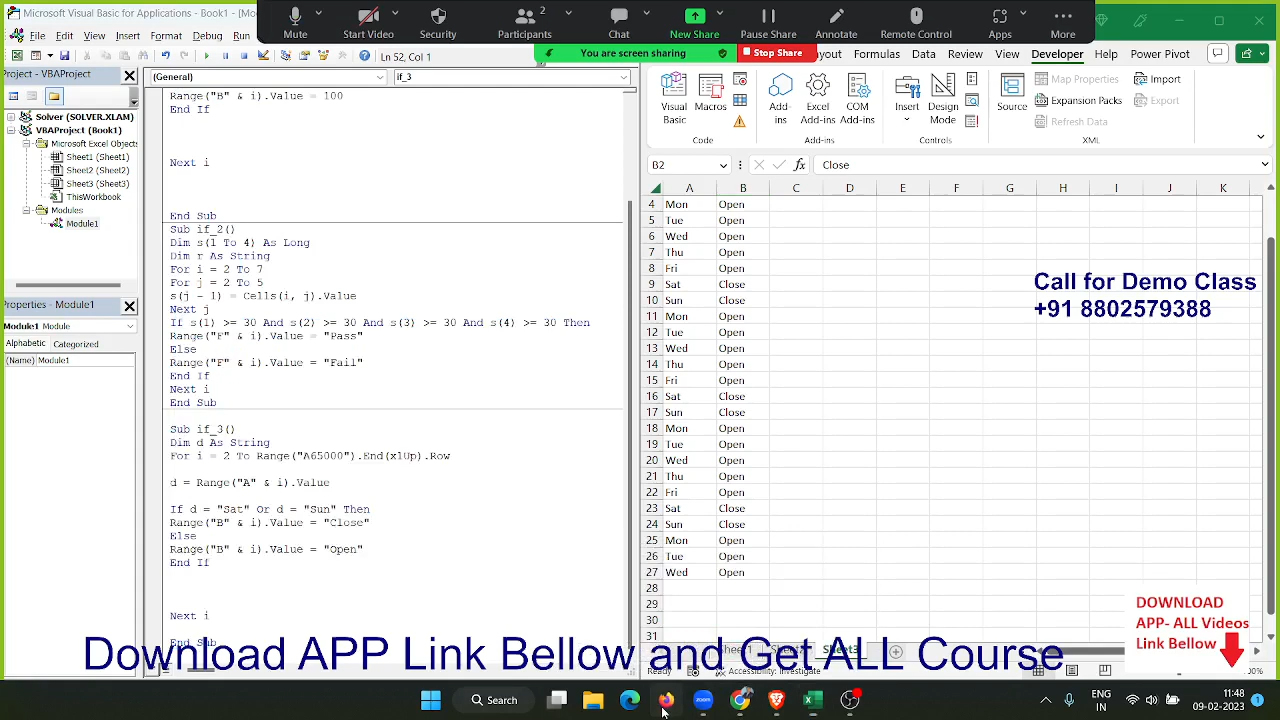 Microsoft Visual Basic for Applications - Book1 - [Mo
File Edit View Insert Format Debug Run
Ln 52, Col 1
Mute Start Video Security Participants 2 Chat New Share Pause Share Annotate Remote Control Apps More
You are screen sharing Stop Share
Project - VBAProject
Solver (SOLVER.XLAM)
VBAProject (Book1)
Microsoft Excel Objects
Sheet1 (Sheet1)
Sheet2 (Sheet2)
Sheet3 (Sheet3)
ThisWorkbook
Modules
Module1
Properties - Module1
Module1 Module
Alphabetic Categorized
(Name) Module1
(General) if_3
Range("B" & i).Value = 100
End If
Next i
End Sub
Sub if_2()
Dim s(1 To 4) As Long
Dim r As String
For i = 2 To 7
For j = 2 To 5
s(j - 1) = Cells(i, j).Value
Next j
If s(1) >= 30 And s(2) >= 30 And s(3) >= 30 And s(4) >= 30 Then
Range("F" & i).Value = "Pass"
Else
Range("F" & i).Value = "Fail"
End If
Next i
End Sub
Sub if_3()
Dim d As String
For i = 2 To Range("A65000").End(xlUp).Row
d = Range("A" & i).Value
If d = "Sat" Or d = "Sun" Then
Range("B" & i).Value = "Close"
Else
Range("B" & i).Value = "Open"
End If
Next i
End Sub
ayout Formulas Data Review View Developer Help Power Pivot
Visual Basic Macros Add-ins Excel Add-ins COM Add-ins Insert Design Mode Source Map Properties Expansion Packs Refresh Data Import Export
Code Add-ins Controls XML
B2 fx Close
A B C D E F G H I J K
4 Mon Open
5 Tue Open
6 Wed Open
7 Thu Open
8 Fri Open
9 Sat Close
10 Sun Close
11 Mon Open
12 Tue Open
13 Wed Open
14 Thu Open
15 Fri Open
16 Sat Close
17 Sun Close
18 Mon Open
19 Tue Open
20 Wed Open
21 Thu Open
22 Fri Open
23 Sat Close
24 Sun Close
25 Mon Open
26 Tue Open
27 Wed Open
28
29
30
31
Call for Demo Class
+91 8802579388
DOWNLOAD
APP- ALL Videos
Link Bellow
Download APP Link Bellow and Get ALL Course
Sheet3
Ready Accessibility: Investigate
Search
zoom
ENG
IN
11:48
09-02-2023